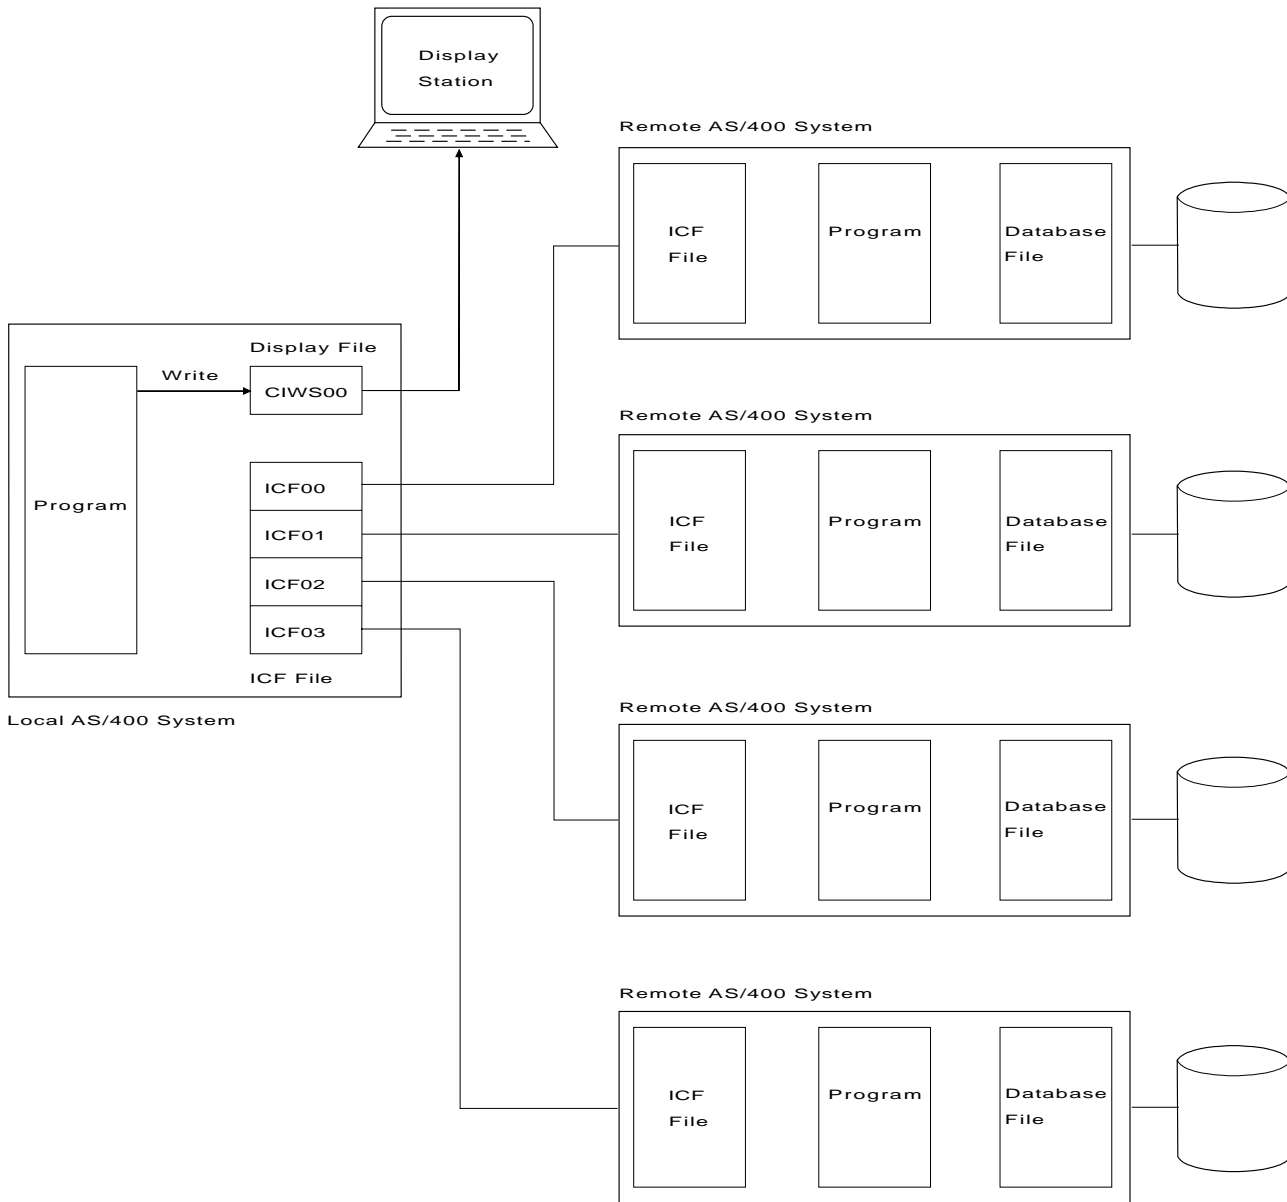 Display
Station
Remote AS/400 System
ICF
File
Program
Database
File
Display File
Write
CIWS00
Program
ICF00
ICF01
ICF02
ICF03
ICF File
Local AS/400 System
Remote AS/400 System
ICF
File
Program
Database
File
Remote AS/400 System
ICF
File
Program
Database
File
Remote AS/400 System
ICF
File
Program
Database
File